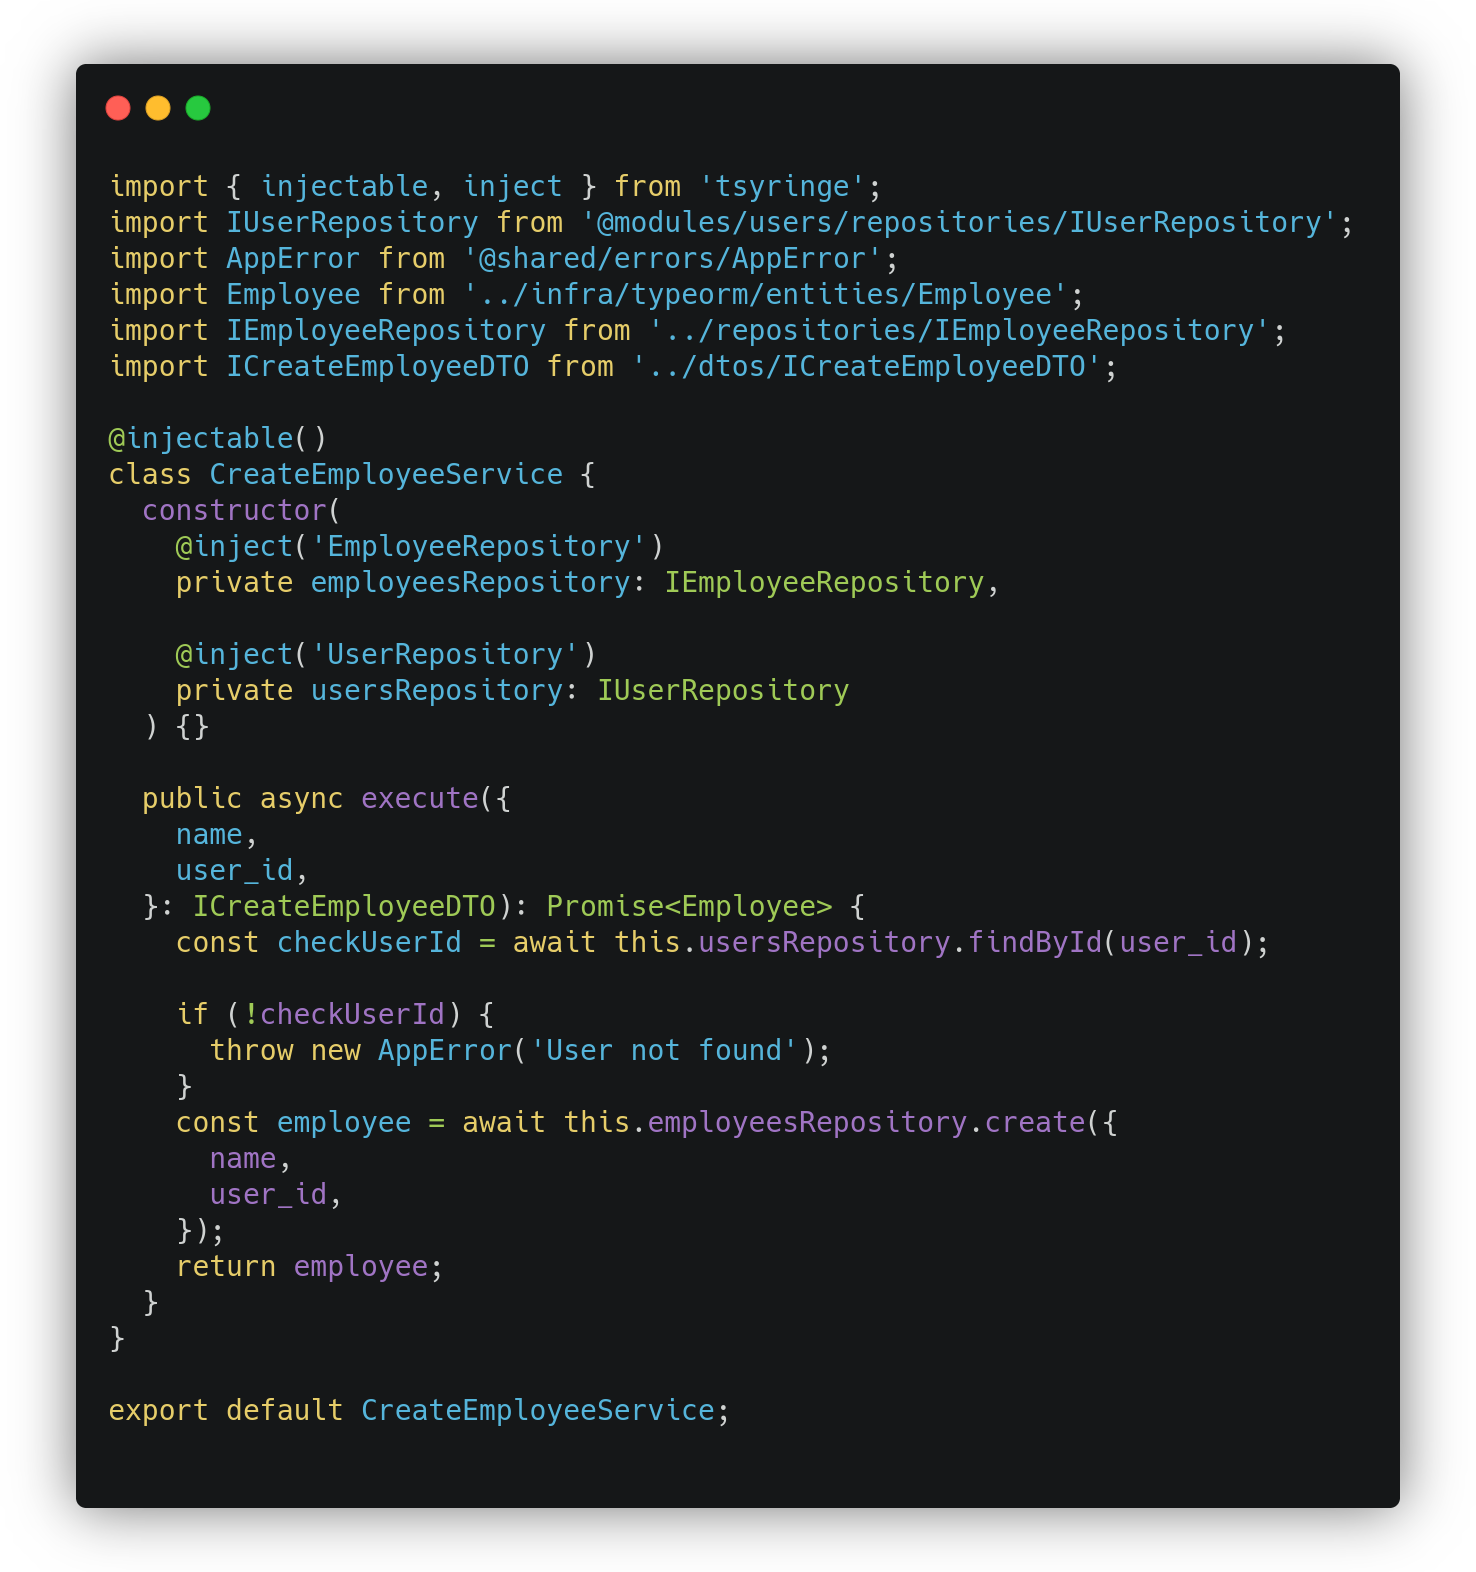 import { injectable, inject } from 'tsyringe';
import IUserRepository from '@modules/users/repositories/IUserRepository';
import AppError from '@shared/errors/AppError';
import Employee from '../infra/typeorm/entities/Employee';
import IEmployeeRepository from '../repositories/IEmployeeRepository';
import ICreateEmployeeDTO from '../dtos/ICreateEmployeeDTO';

@injectable()
class CreateEmployeeService {
  constructor(
    @inject('EmployeeRepository')
    private employeesRepository: IEmployeeRepository,

    @inject('UserRepository')
    private usersRepository: IUserRepository
  ) {}

  public async execute({
    name,
    user_id,
  }: ICreateEmployeeDTO): Promise<Employee> {
    const checkUserId = await this.usersRepository.findById(user_id);

    if (!checkUserId) {
      throw new AppError('User not found');
    }
    const employee = await this.employeesRepository.create({
      name,
      user_id,
    });
    return employee;
  }
}

export default CreateEmployeeService;